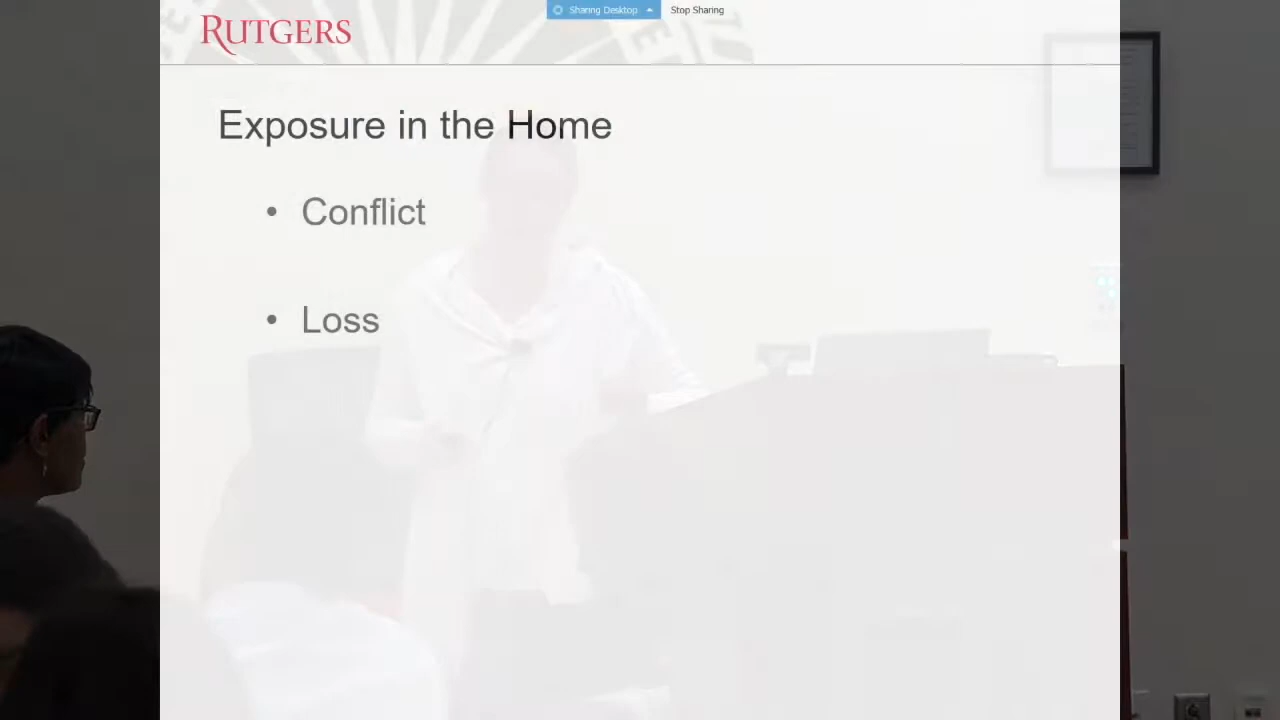 Sharing Desktop
Stop Sharing
RUTGERS
Exposure in the Home
• Conflict
• Loss